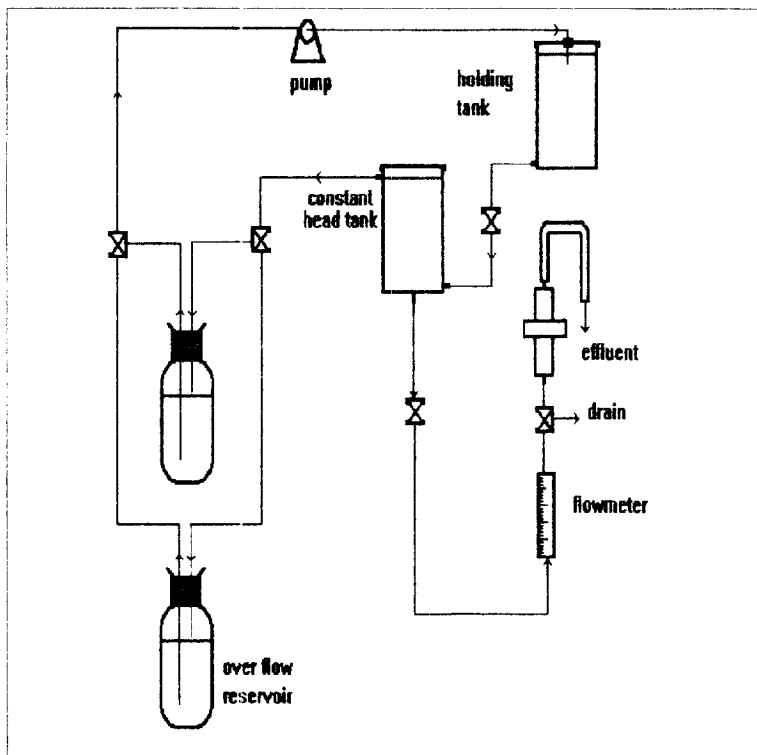 pump
holding
tank
constant
head tank
effluent
drain
flowmeter
over flow
reservoir